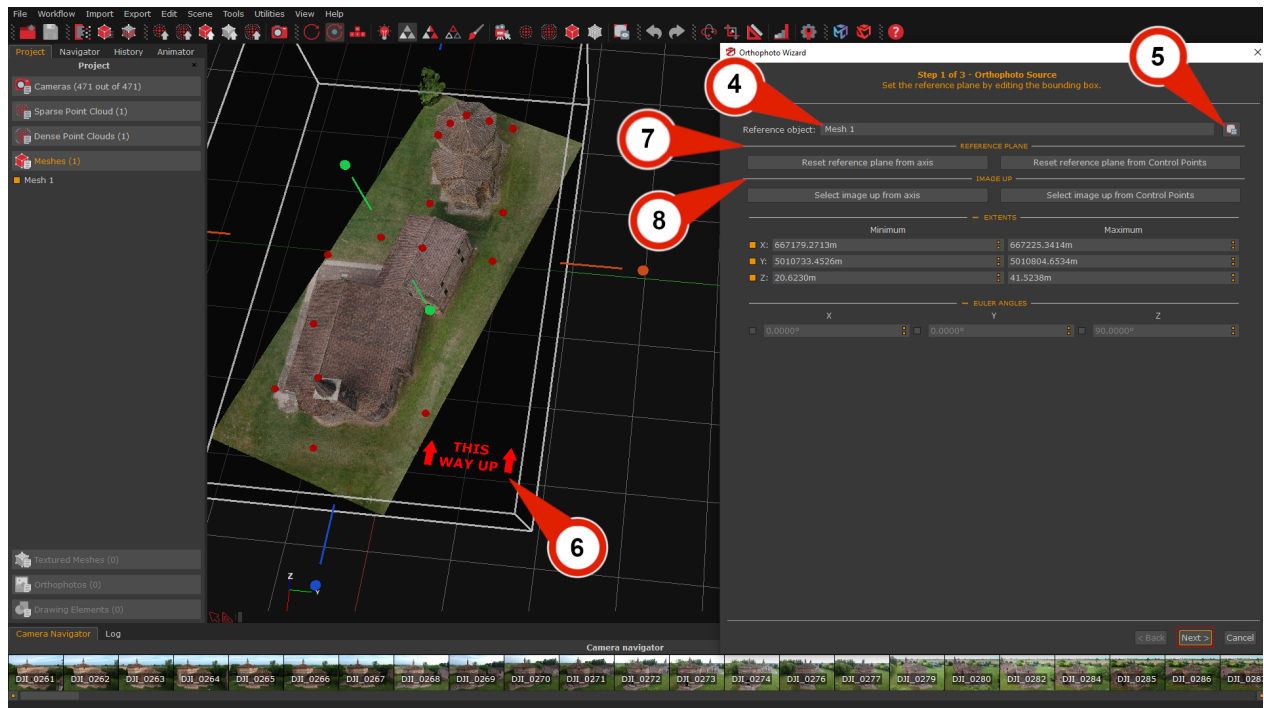 File Workflow Import Export Edit Scene Tools Utilities View Help
Project Navigator History Animator
Project
Cameras (471 out of 471)
Sparse Point Cloud (1)
Dense Point Clouds (1)
Meshes (1)
Mesh 1
Textured Meshes (0)
Orthophotos (0)
Drawing Elements (0)
THIS
WAY UP
6
Z
Y
Orthophoto Wizard
5
Step 1 of 3 - Orthophoto Source
Set the reference plane by editing the bounding box.
4
Reference object: Mesh 1
7
REFERENCE PLANE
Reset reference plane from axis Reset reference plane from Control Points
8
IMAGE UP
Select image up from axis Select image up from Control Points
EXTENTS
Minimum Maximum
X: 667179.2713m 667225.3414m
Y: 5010733.4526m 5010804.6534m
Z: 20.6230m 41.5238m
EULER ANGLES
X Y Z
0.0000° 0.0000° 90.0000°
< Back Next > Cancel
Camera Navigator Log
Camera navigator
DJI_0261 DJI_0262 DJI_0263 DJI_0264 DJI_0265 DJI_0266 DJI_0267 DJI_0268 DJI_0269 DJI_0270 DJI_0271 DJI_0272 DJI_0273 DJI_0274 DJI_0276 DJI_0277 DJI_0279 DJI_0280 DJI_0282 DJI_0284 DJI_0285 DJI_0286 DJI_0287